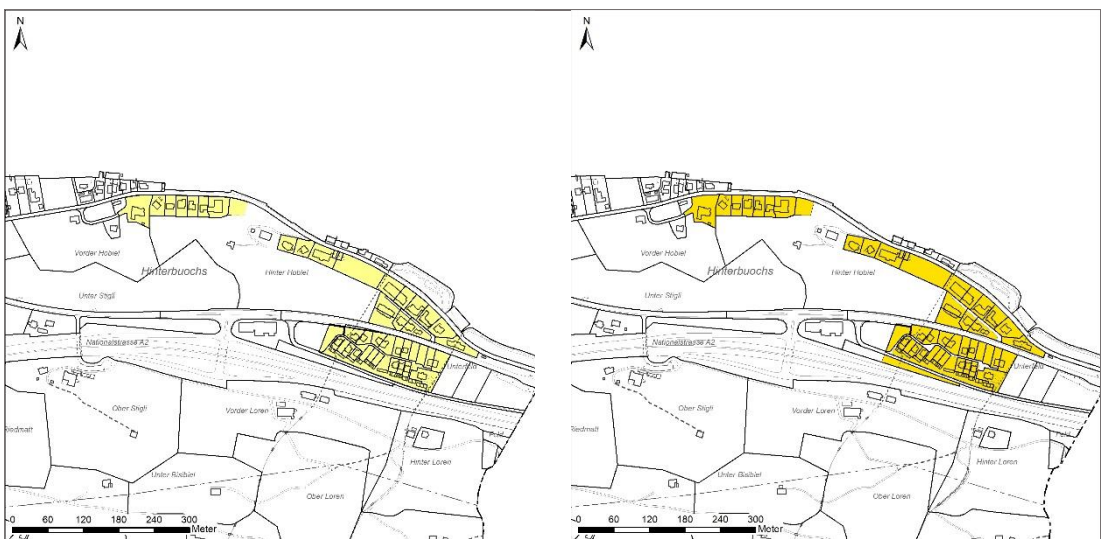 N
Vorder Hobiel
Hinterbuochs
Hinter Hobiel
Unter Stigli
Nationalstrasse A2
Unterfeld
Ober Stigli
Vorder Loren
Riedmatt
Feld
Hinter Loren
Unter Bisibiel
Ober Loren
0 60 120 180 240 300
Meter
N
Vorder Hobiel
Hinterbuochs
Hinter Hobiel
Unter Stigli
Nationalstrasse A2
Ober Stigli
Vorder Loren
Riedmatt
Hinter Loren
Unter Bisibiel
Ober Loren
0 60 120 180 240 300
Meter